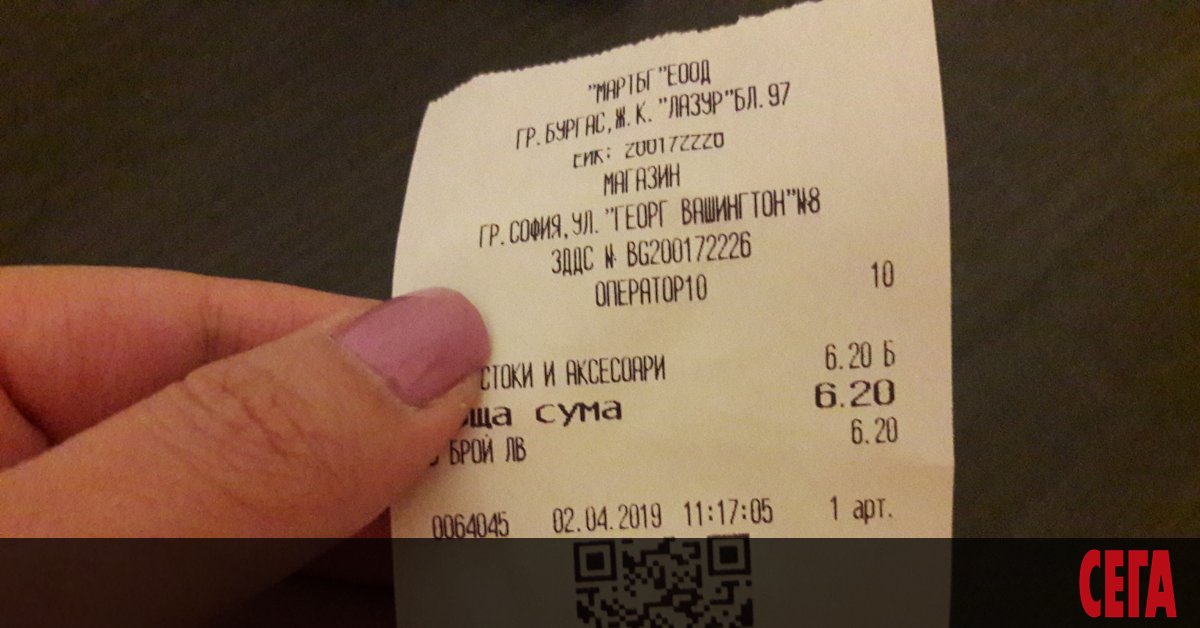 "МАРТБГ"ЕООД
ГР.БУРГАС,Ж.К."ЛАЗУР"БЛ.97
ЕИК: 200172226
МАГАЗИН
ГР.СОФИЯ,УЛ."ГЕОРГ ВАШИНГТОН"№8
ЗДДС № BG200172226
ОПЕРАТОР10 10
СТОКИ И АКСЕСОАРИ 6.20 Б
ща сума 6.20
БРОЙ ЛВ 6.20
0064045 02.04.2019 11:17:05 1 арт.
СЕГА